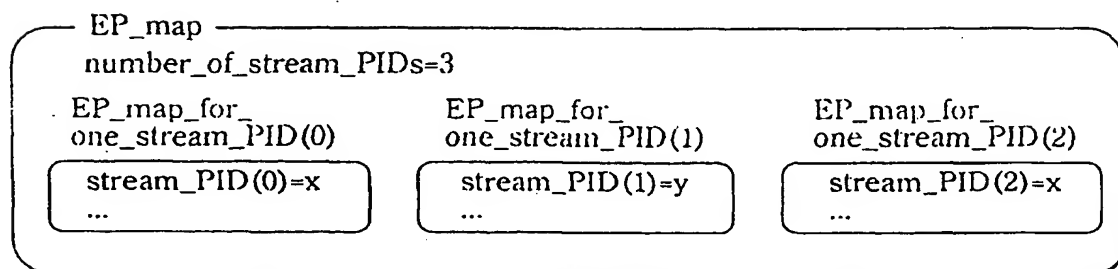 EP_map
number_of_stream_PIDs=3
EP_map_for_
one_stream_PID(0)
stream_PID(0)=x
...
EP_map_for_
one_stream_PID(1)
stream_PID(1)=y
...
EP_map_for_
one_stream_PID(2)
stream_PID(2)=x
...